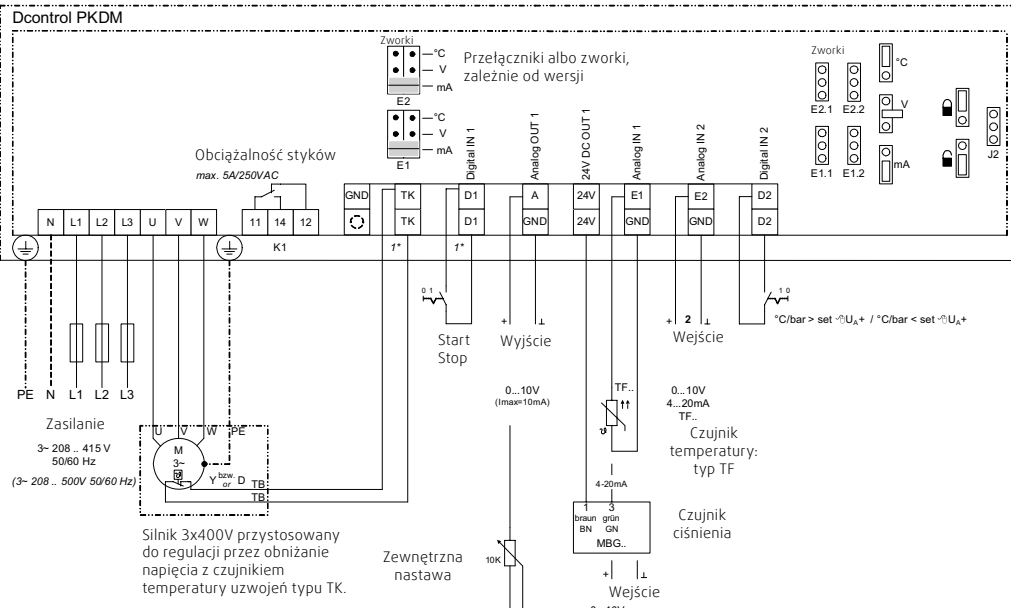 Dcontrol PKDM
Zworki
°C
V
mA
E2
°C
V
mA
E1
Przełączniki albo zworki,
zależnie od wersji
Zworki
E2.1 E2.2
E1.1 E1.2
°C
V
mA
J2
Obciążalność styków
max. 5A/250VAC
Digital IN 1
Analog OUT 1
24V DC OUT 1
Analog IN 1
Analog IN 2
Digital IN 2
GND TK D1 A 24V E1 E2 D2
TK D1 GND 24V GND GND D2
N L1 L2 L3 U V W 11 14 12
K1
1* 1*
0 1
Start
Stop
+ ⊥
Wyjście
0...10V
(Imax=10mA)
+ 2 ⊥
Wejście
0...10V
4...20mA
TF..
1 0
°C/bar > set UA+ / °C/bar < set UA+
PE N L1 L2 L3
Zasilanie
3~ 208 .. 415 V
50/60 Hz
(3~ 208 .. 500V 50/60 Hz)
U V W PE
M
3~
Y bzw. or D
TB
TB
Silnik 3x400V przystosowany
do regulacji przez obniżanie
napięcia z czujnikiem
temperatury uzwojeń typu TK.
Zewnętrzna
nastawa
10K
TF..
Czujnik
temperatury:
typ TF
4-20mA
1 3
braun grün
BN GN
MBG..
Czujnik
ciśnienia
+ ⊥
Wejście
0...10V